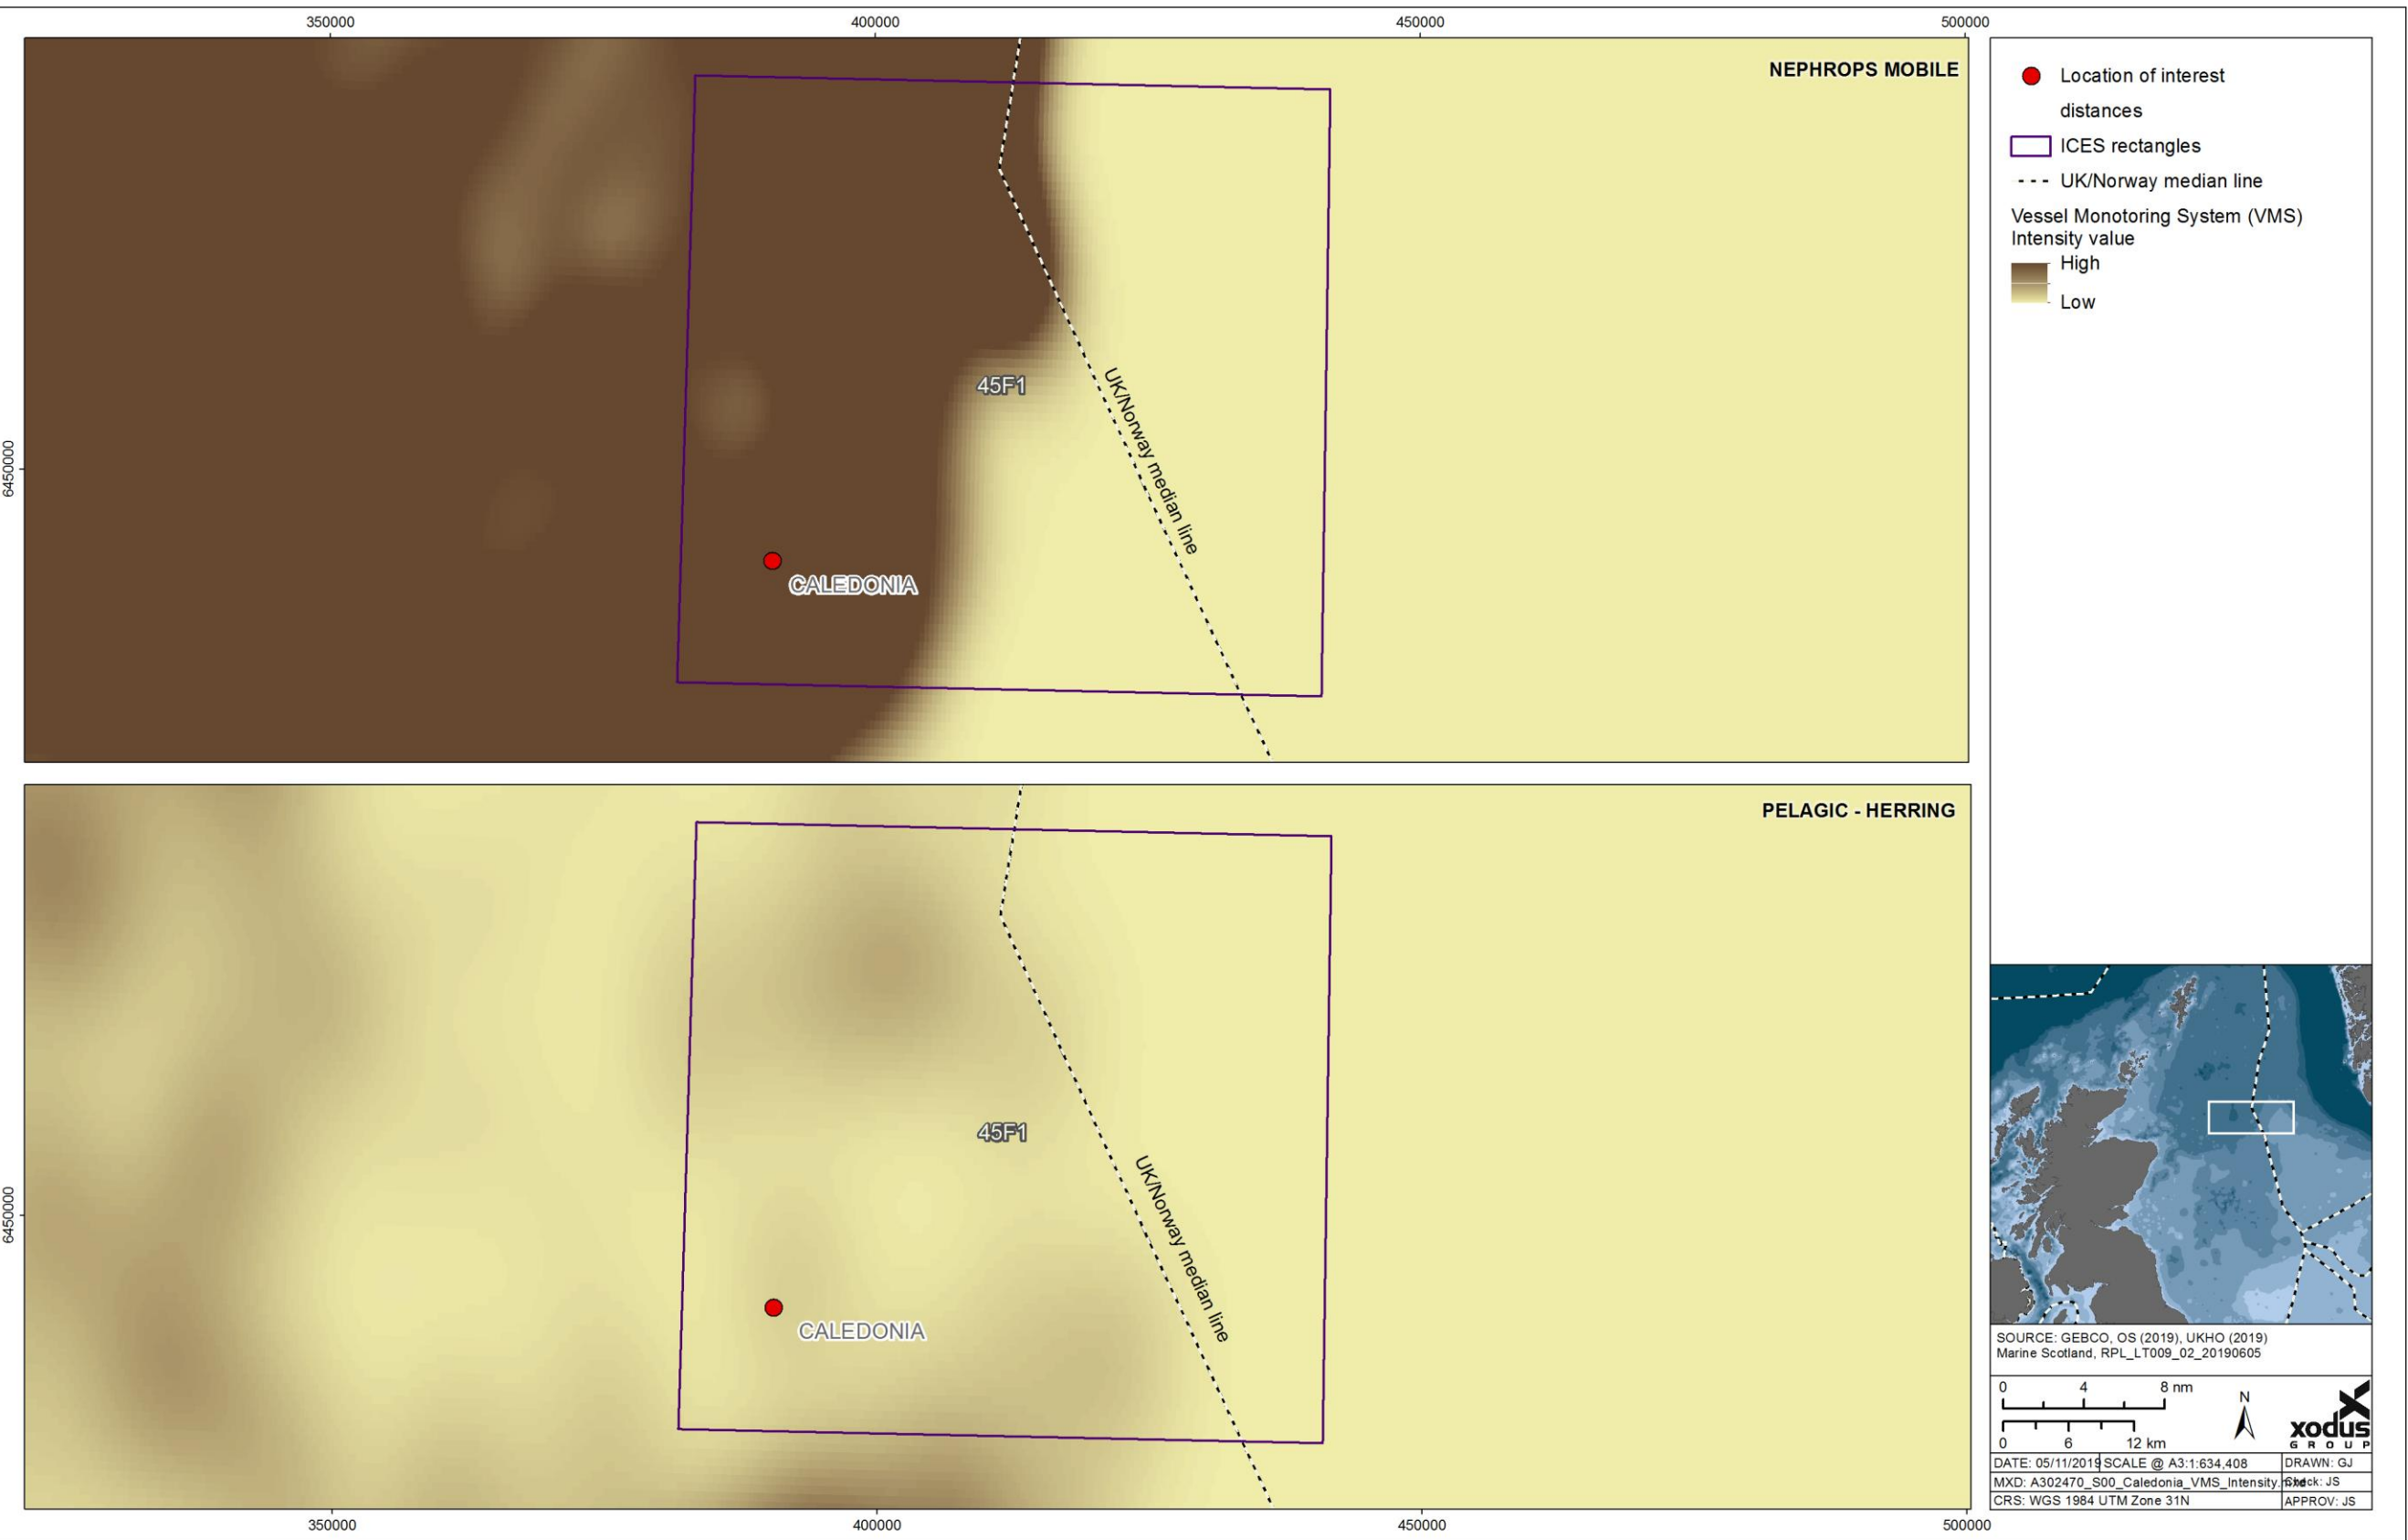 350000
400000
450000
500000
NEPHROPS MOBILE
6450000
45F1
UK/Norway median line
CALEDONIA
PELAGIC - HERRING
6450000
45F1
UK/Norway median line
CALEDONIA
350000
400000
450000
500000
Location of interest
distances
ICES rectangles
UK/Norway median line
Vessel Monotoring System (VMS)
Intensity value
High
Low
SOURCE: GEBCO, OS (2019), UKHO (2019)
Marine Scotland, RPL_LT009_02_20190605
0 4 8 nm
N
0 6 12 km
xodus
GROUP
DATE: 05/11/2019 SCALE @ A3:1:634,408 DRAWN: GJ
MXD: A302470_S00_Caledonia_VMS_Intensity.mxd Check: JS
CRS: WGS 1984 UTM Zone 31N APPROV: JS